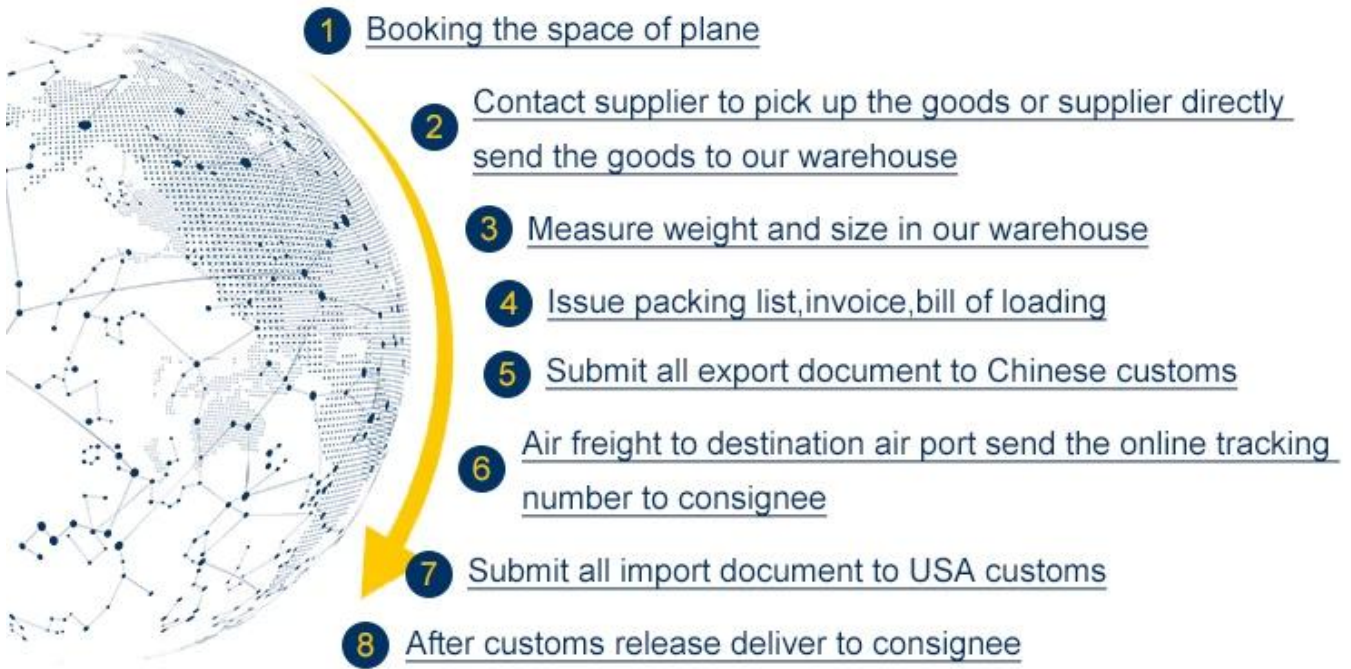 1 Booking the space of plane
2 Contact supplier to pick up the goods or supplier directly
send the goods to our warehouse
3 Measure weight and size in our warehouse
4 Issue packing list,invoice,bill of loading
5 Submit all export document to Chinese customs
6 Air freight to destination air port send the online tracking
number to consignee
7 Submit all import document to USA customs
8 After customs release deliver to consignee